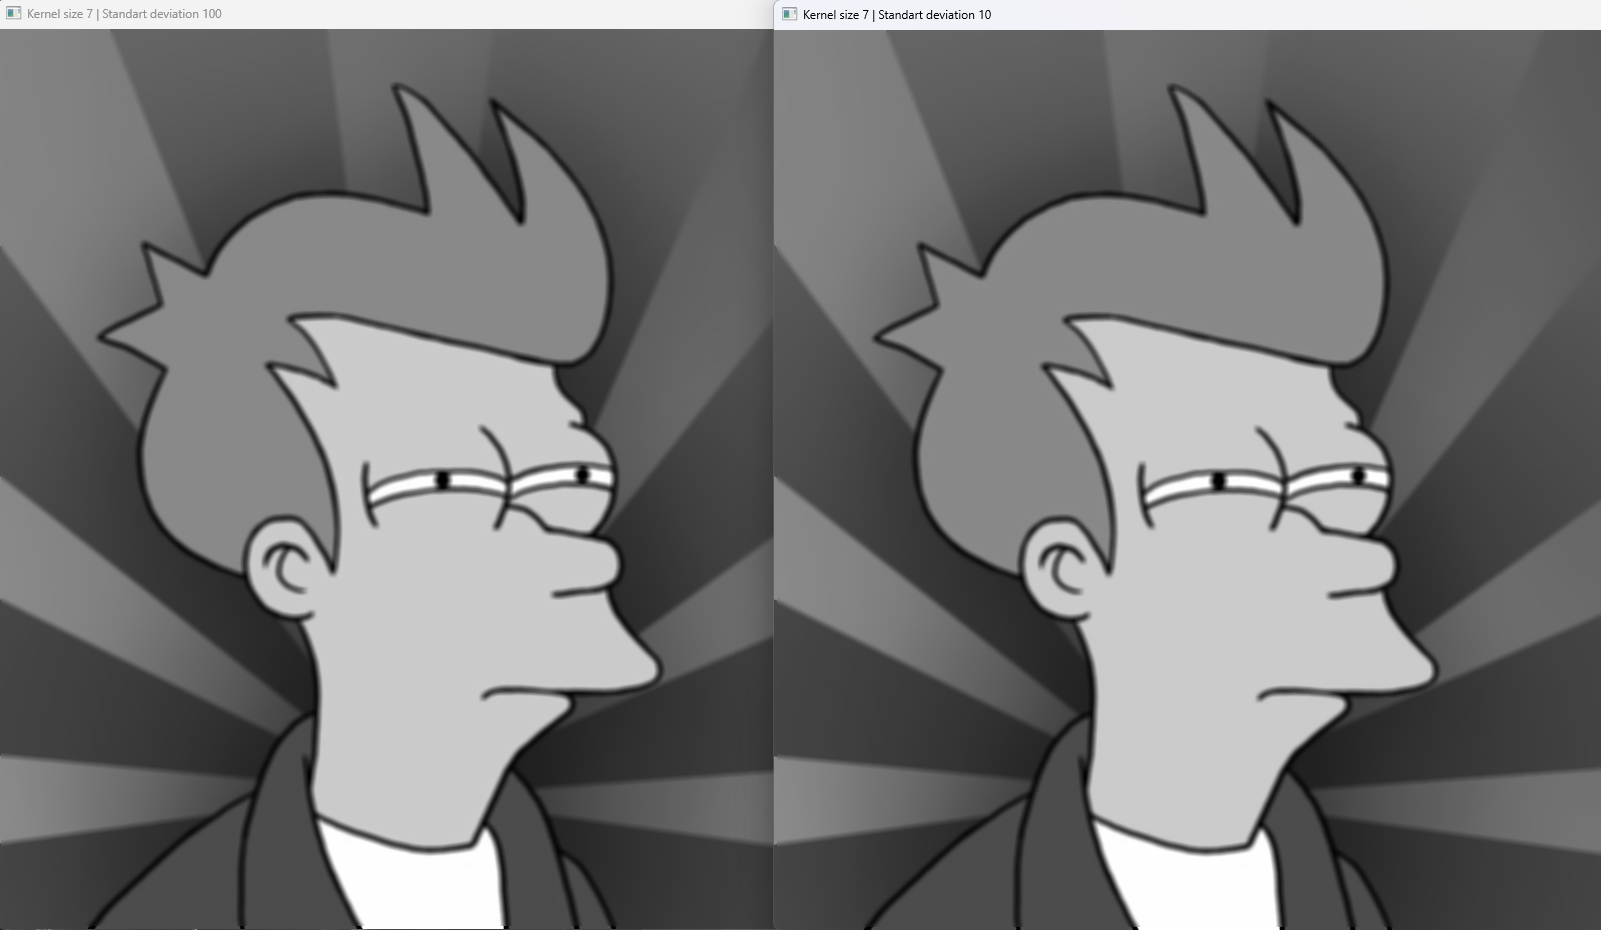 Kernel size 7 | Standart deviation 100
Kernel size 7 | Standart deviation 10